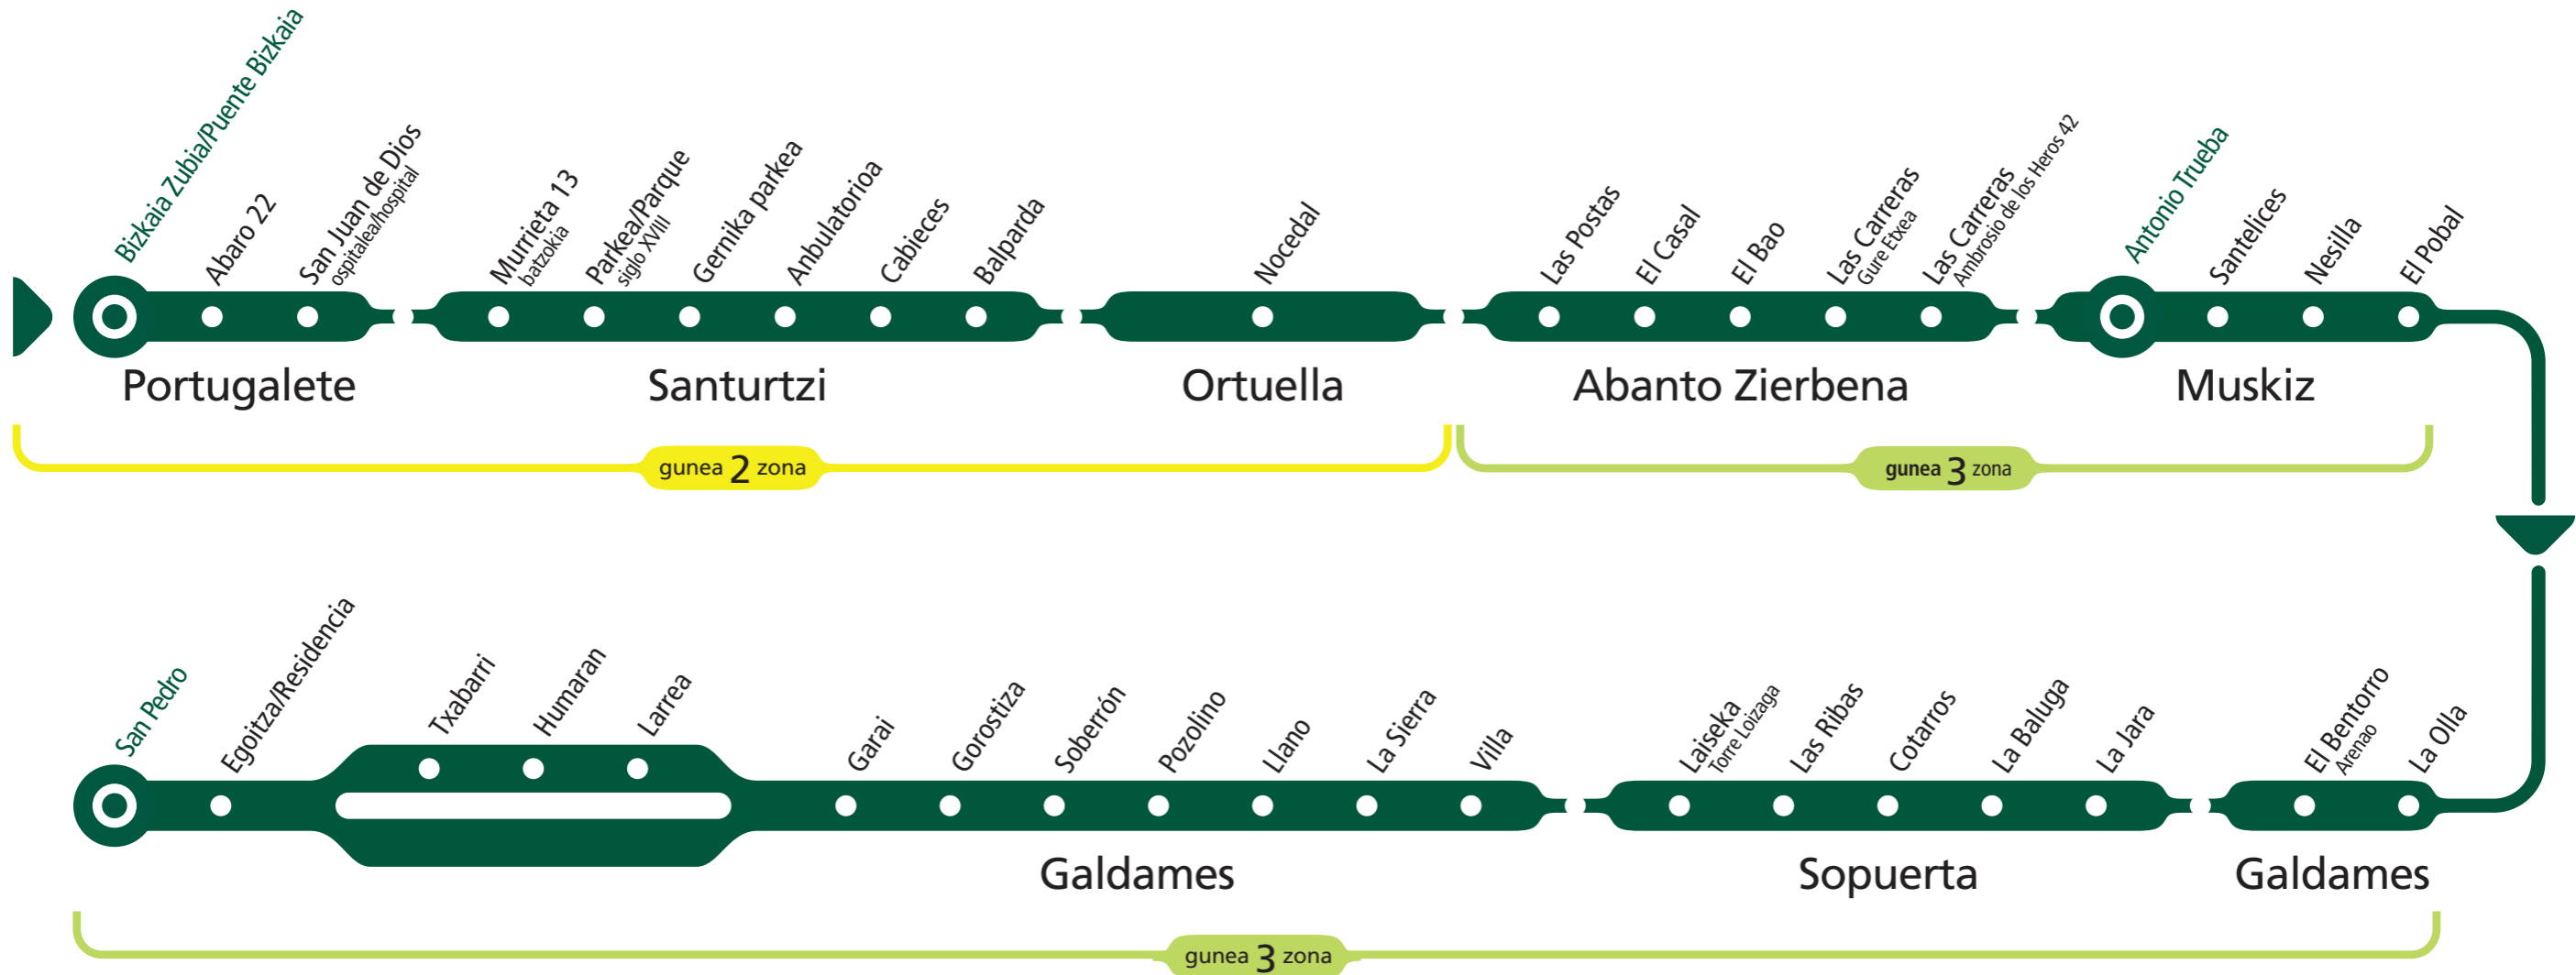 Bizkaia Zubia/Puente Bizkaia
Abaro 22
San Juan de Dios
ospitalea/hospital
Murrieta 13
batzokia
Parkea/Parque
siglo XVIII
Gernika parkea
Anbulatorioa
Cabieces
Balparda
Nocedal
Las Postas
El Casal
El Bao
Las Carreras
Gure Etxea
Las Carreras
Ambrosio de los Heros 42
Antonio Trueba
Santelices
Nesilla
El Pobal
Portugalete
Santurtzi
Ortuella
Abanto Zierbena
Muskiz
gunea 2 zona
gunea 3 zona
San Pedro
Egoitza/Residencia
Txabarri
Humaran
Larrea
Garai
Gorostiza
Soberrón
Pozolino
Llano
La Sierra
Villa
Laiseka
Torre Loizaga
Las Ribas
Cotarros
La Baluga
La Jara
El Bentorro
Arenao
La Olla
Galdames
Sopuerta
Galdames
gunea 3 zona